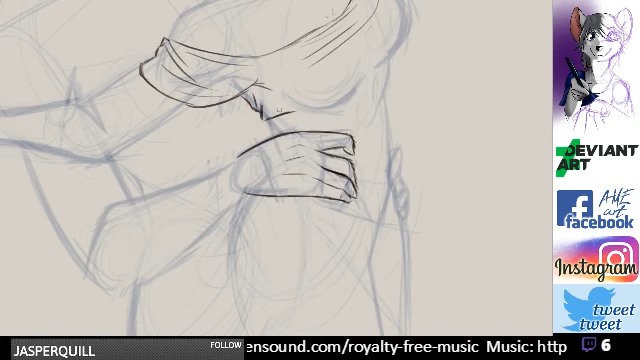 DEVIANT
ART
AHE
art
facebook
Instagram
tweet
tweet
JASPERQUILL
FOLLOW
ensound.com/royalty-free-music Music: http
6